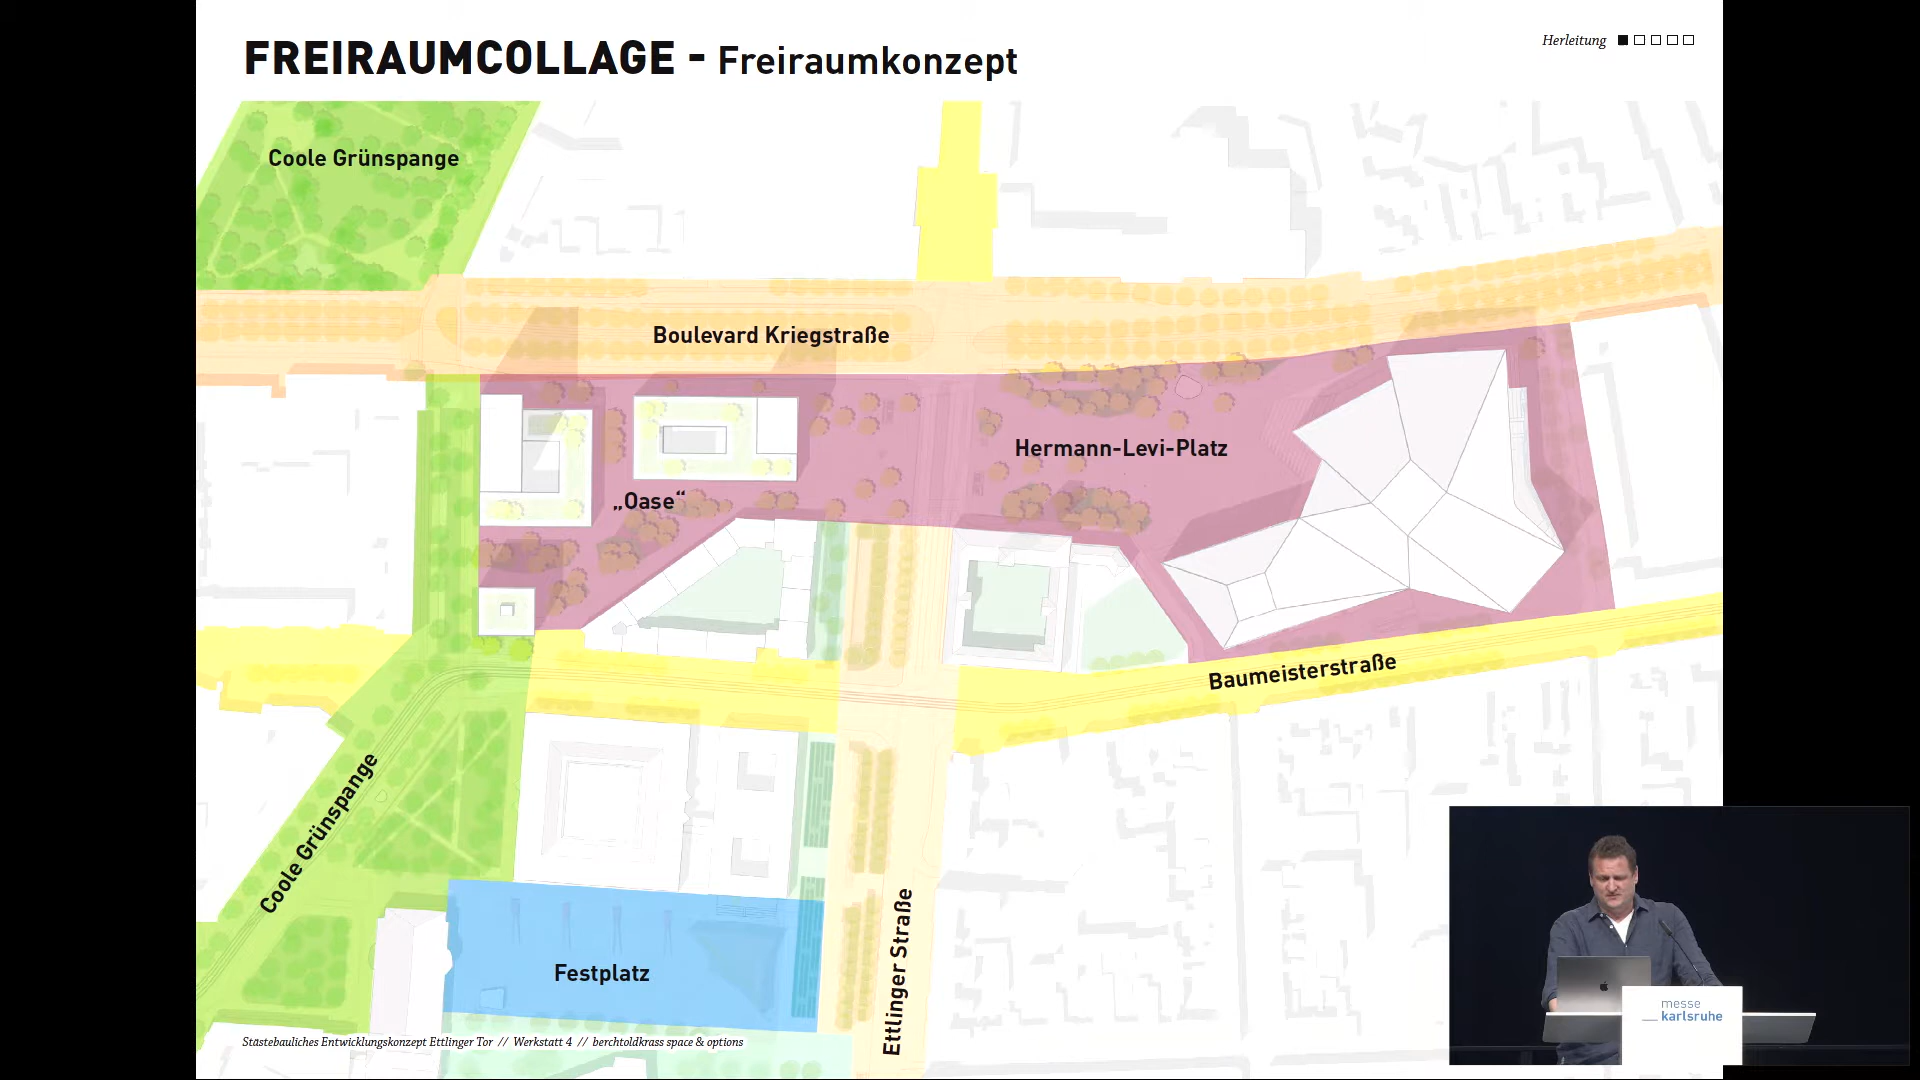 FREIRAUMCOLLAGE - Freiraumkonzept
Herleitung
Coole Grünspange
Boulevard Kriegstraße
Hermann-Levi-Platz
„Oase“
Baumeisterstraße
Coole Grünspange
Ettlinger Straße
Festplatz
Stästebauliches Entwicklungskonzept Ettlinger Tor // Werkstatt 4 // berchtoldkrass space & options
messe
karlsruhe